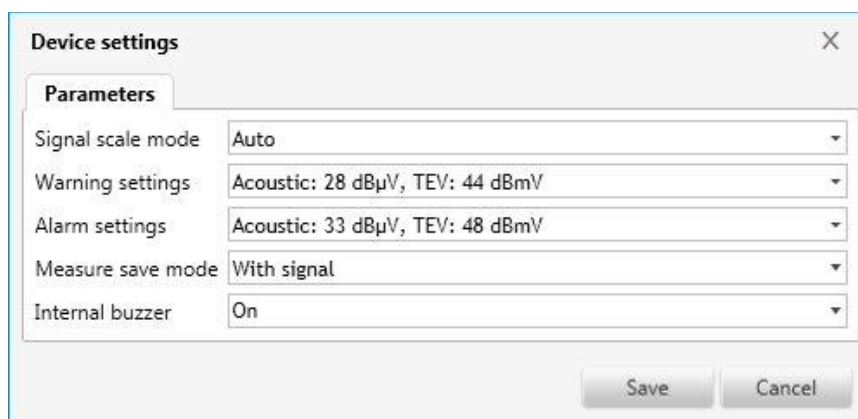 Device settings
Parameters
Signal scale mode Auto
Warning settings Acoustic: 28 dBµV, TEV: 44 dBmV
Alarm settings Acoustic: 33 dBµV, TEV: 48 dBmV
Measure save mode With signal
Internal buzzer On
Save Cancel